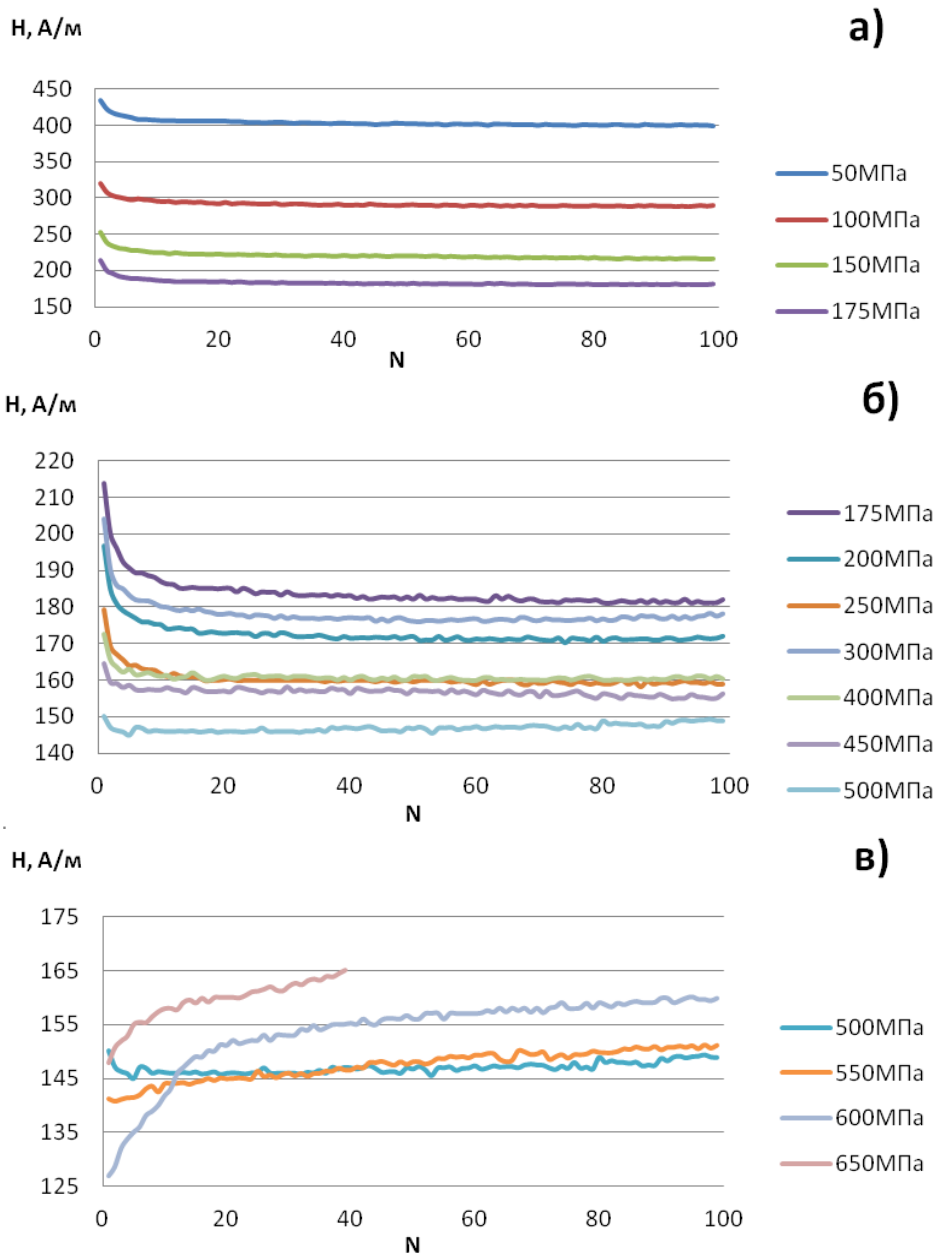 Н, А/м
а)
450
400
350
300
250
200
150
0
20
40
60
80
100
N
50МПа
100МПа
150МПа
175МПа
Н, А/м
б)
220
210
200
190
180
170
160
150
140
0
20
40
60
80
100
N
175МПа
200МПа
250МПа
300МПа
400МПа
450МПа
500МПа
Н, А/м
в)
175
165
155
145
135
125
0
20
40
60
80
100
N
500МПа
550МПа
600МПа
650МПа